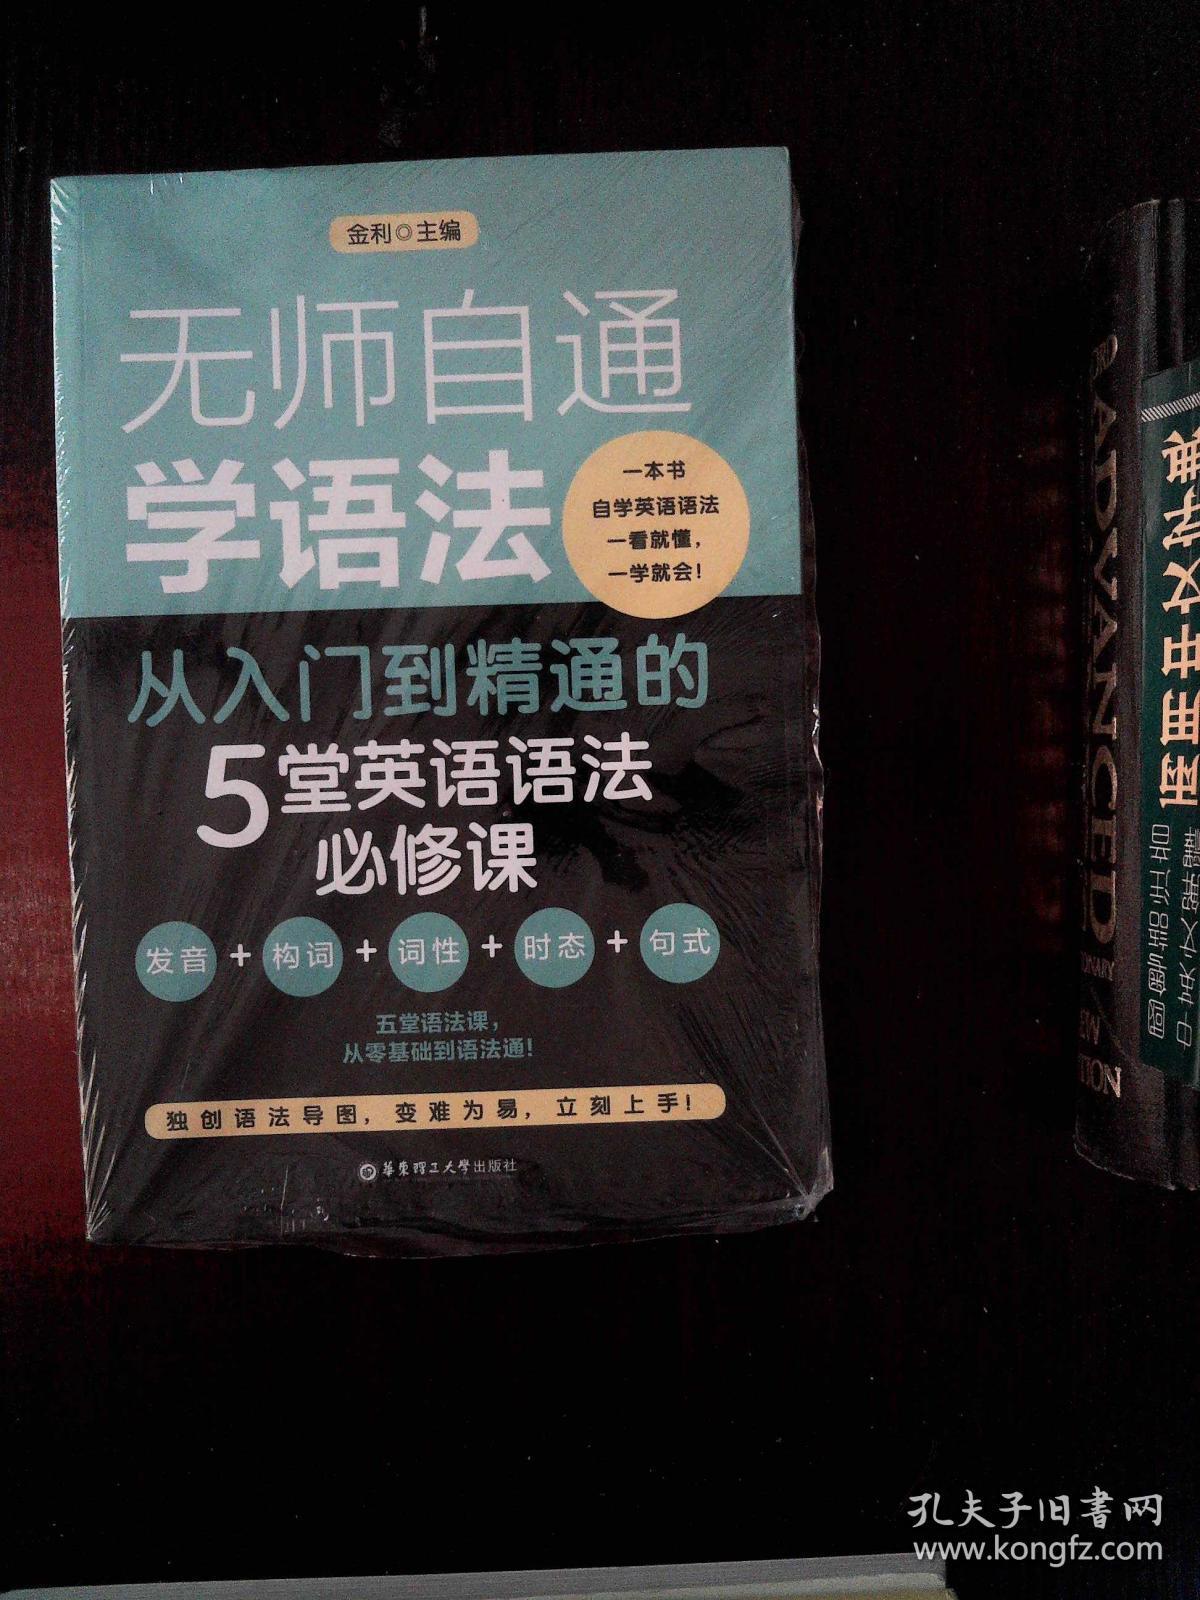 金利◎主编
无师自通
学语法
一本书
自学英语语法
一看就懂，
一学就会！
从入门到精通的
5堂英语语法
必修课
发音+构词+词性+时态+句式
五堂语法课，
从零基础到语法通！
独创语法导图，变难为易，立刻上手！
华东理工大学出版社
ADVANCED
孔夫子旧书网
www.kongfz.com